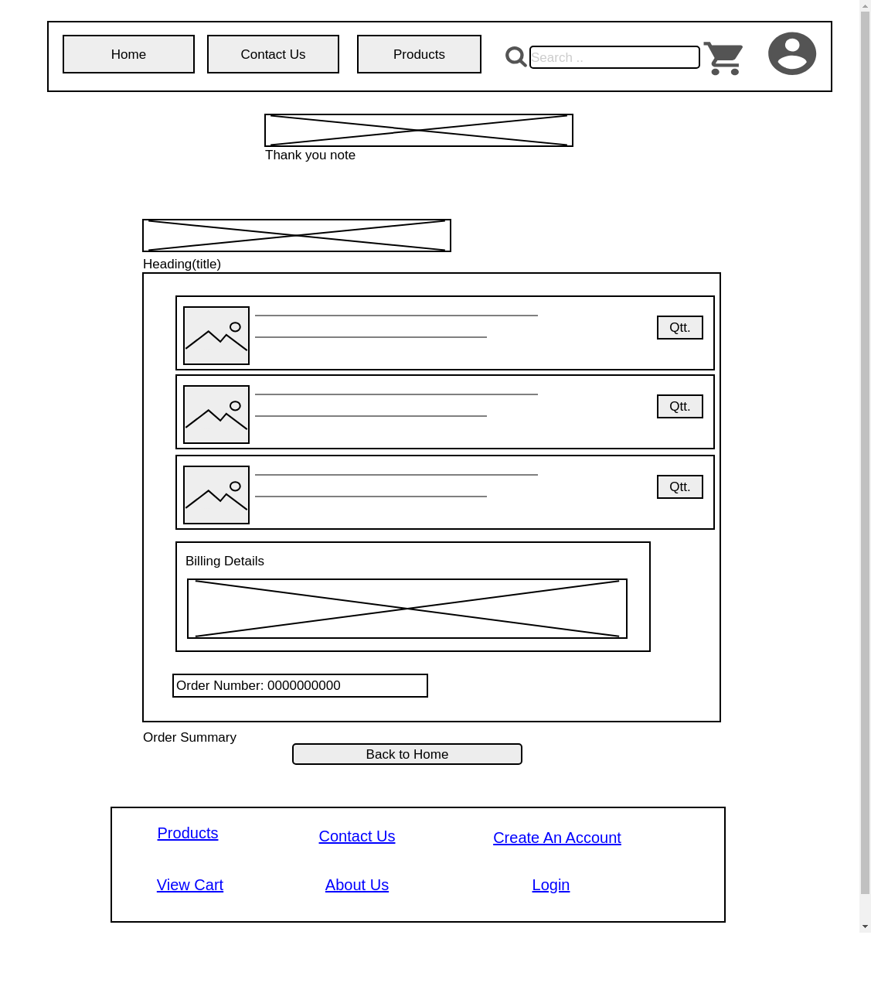 Home
Contact Us
Products
Search ..
Thank you note
Heading(title)
Qtt.
Qtt.
Qtt.
Billing Details
Order Number: 0000000000
Order Summary
Back to Home
Products
Contact Us
Create An Account
View Cart
About Us
Login